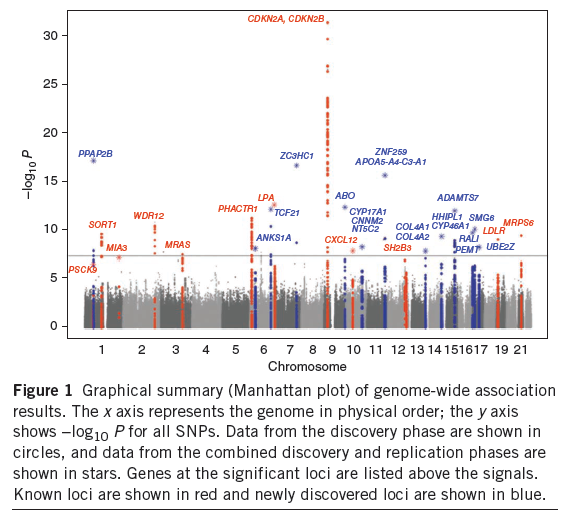 CDKN2A, CDKN2B
30
25
20
15
10
5
0
–log10 P
PPAP2B
ZC3HC1
ZNF259
APOA5-A4-C3-A1
LPA
ABO
ADAMTS7
PHACTR1
TCF21
CYP17A1
CNNM2
NT5C2
HHIPL1
SMG6
WDR12
SORT1
COL4A1
CYP46A1
MRPS6
COL4A2
RALI
LDLR
MIA3
MRAS
ANKS1A
CXCL12
SH2B3
PEMT
UBE2Z
PSCK9
1 2 3 4 5 6 7 8 9 10 11 12 13 14 1516 17 19 21
Chromosome
Figure 1 Graphical summary (Manhattan plot) of genome-wide association
results. The x axis represents the genome in physical order; the y axis
shows –log10 P for all SNPs. Data from the discovery phase are shown in
circles, and data from the combined discovery and replication phases are
shown in stars. Genes at the significant loci are listed above the signals.
Known loci are shown in red and newly discovered loci are shown in blue.